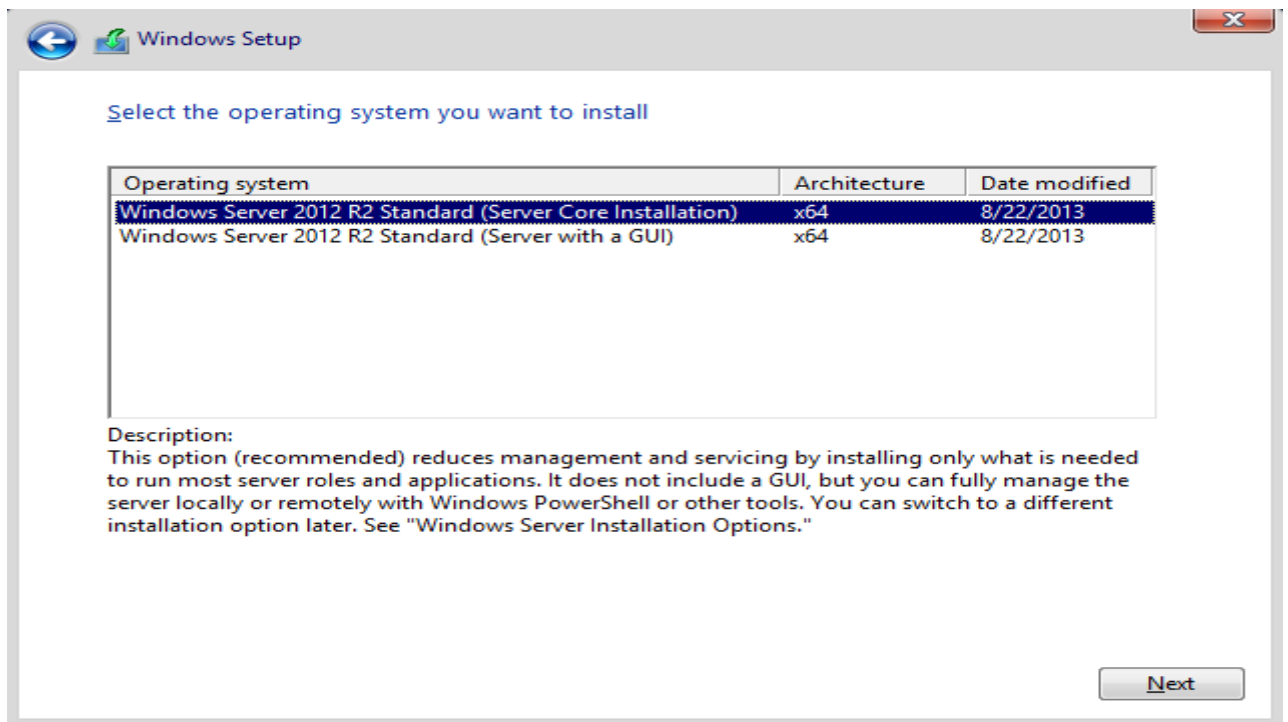 Windows Setup
Select the operating system you want to install
Operating system Architecture Date modified
Windows Server 2012 R2 Standard (Server Core Installation) x64 8/22/2013
Windows Server 2012 R2 Standard (Server with a GUI) x64 8/22/2013
Description:
This option (recommended) reduces management and servicing by installing only what is needed
to run most server roles and applications. It does not include a GUI, but you can fully manage the
server locally or remotely with Windows PowerShell or other tools. You can switch to a different
installation option later. See "Windows Server Installation Options."
Next